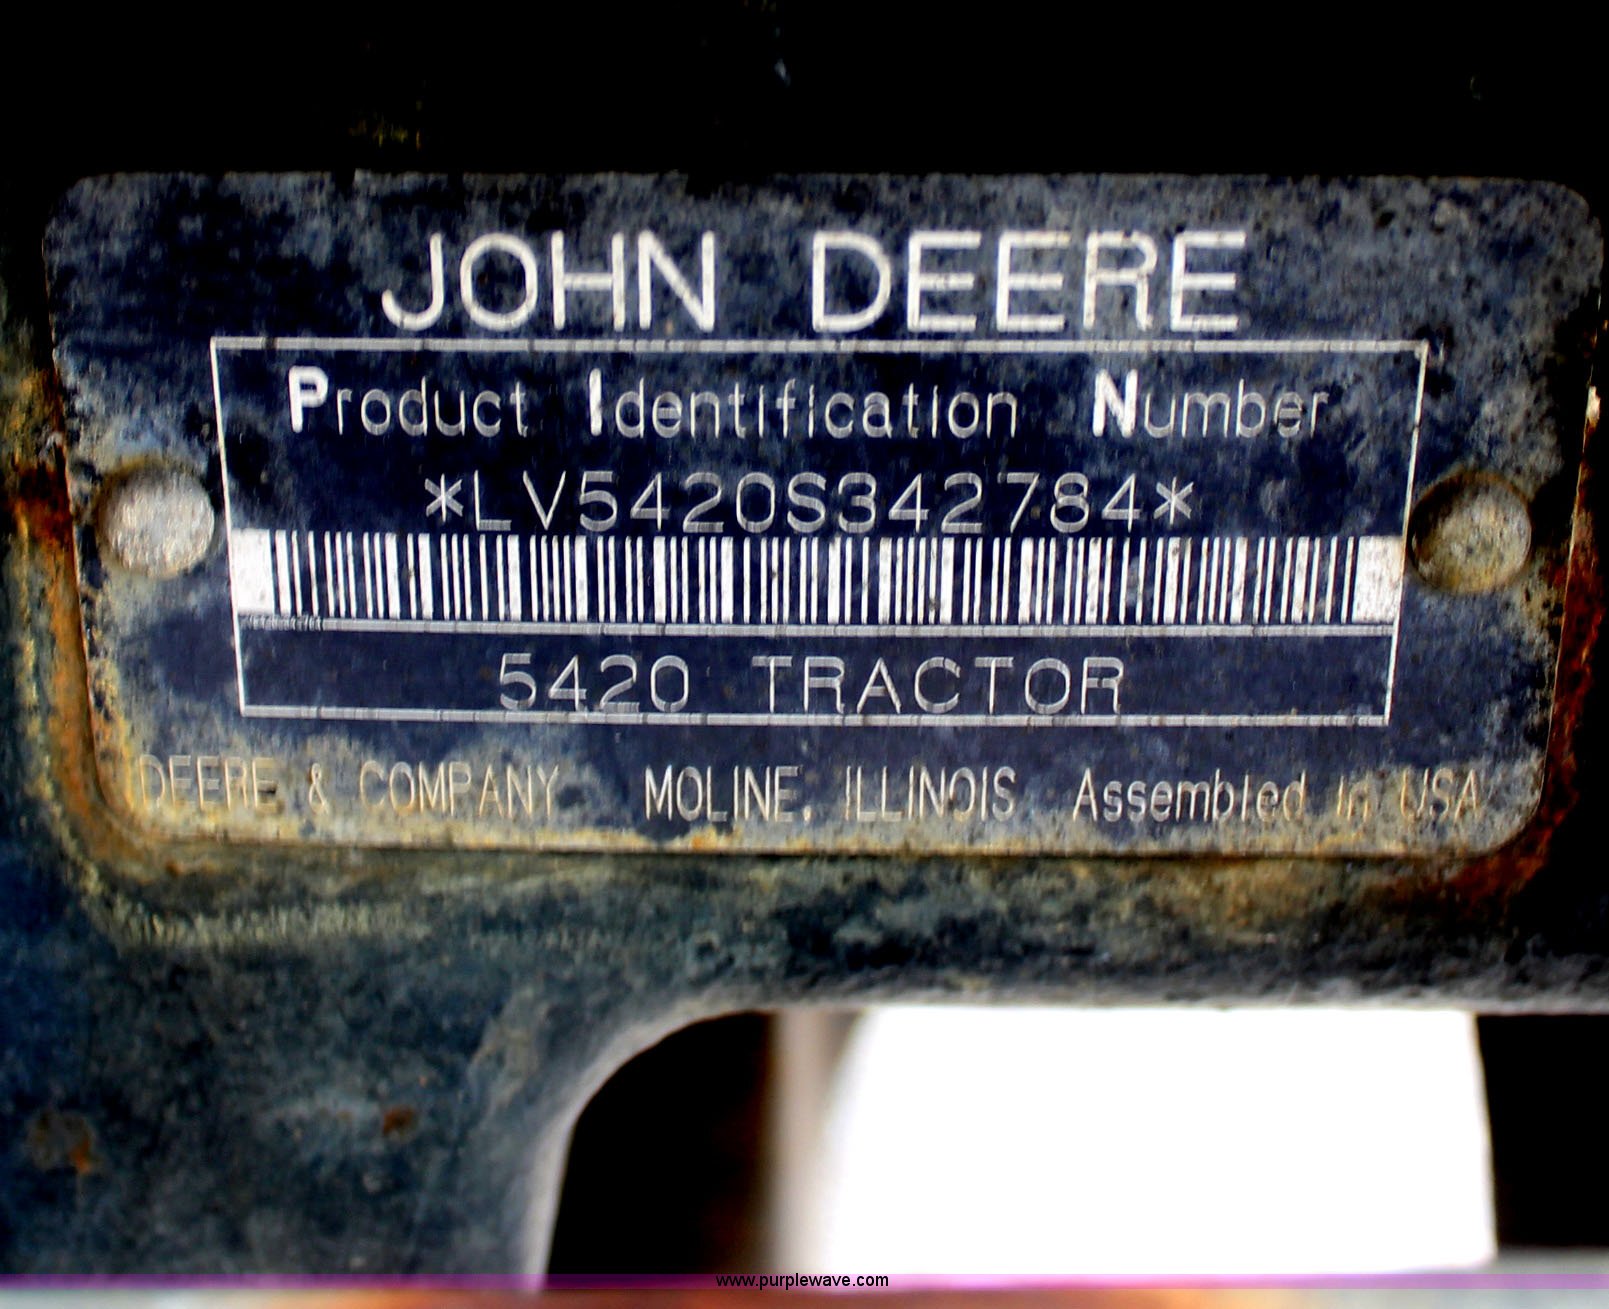 JOHN DEERE
Product Identification Number
*LV5420S342784*
5420 TRACTOR
DEERE & COMPANY MOLINE, ILLINOIS Assembled in USA
www.purplewave.com